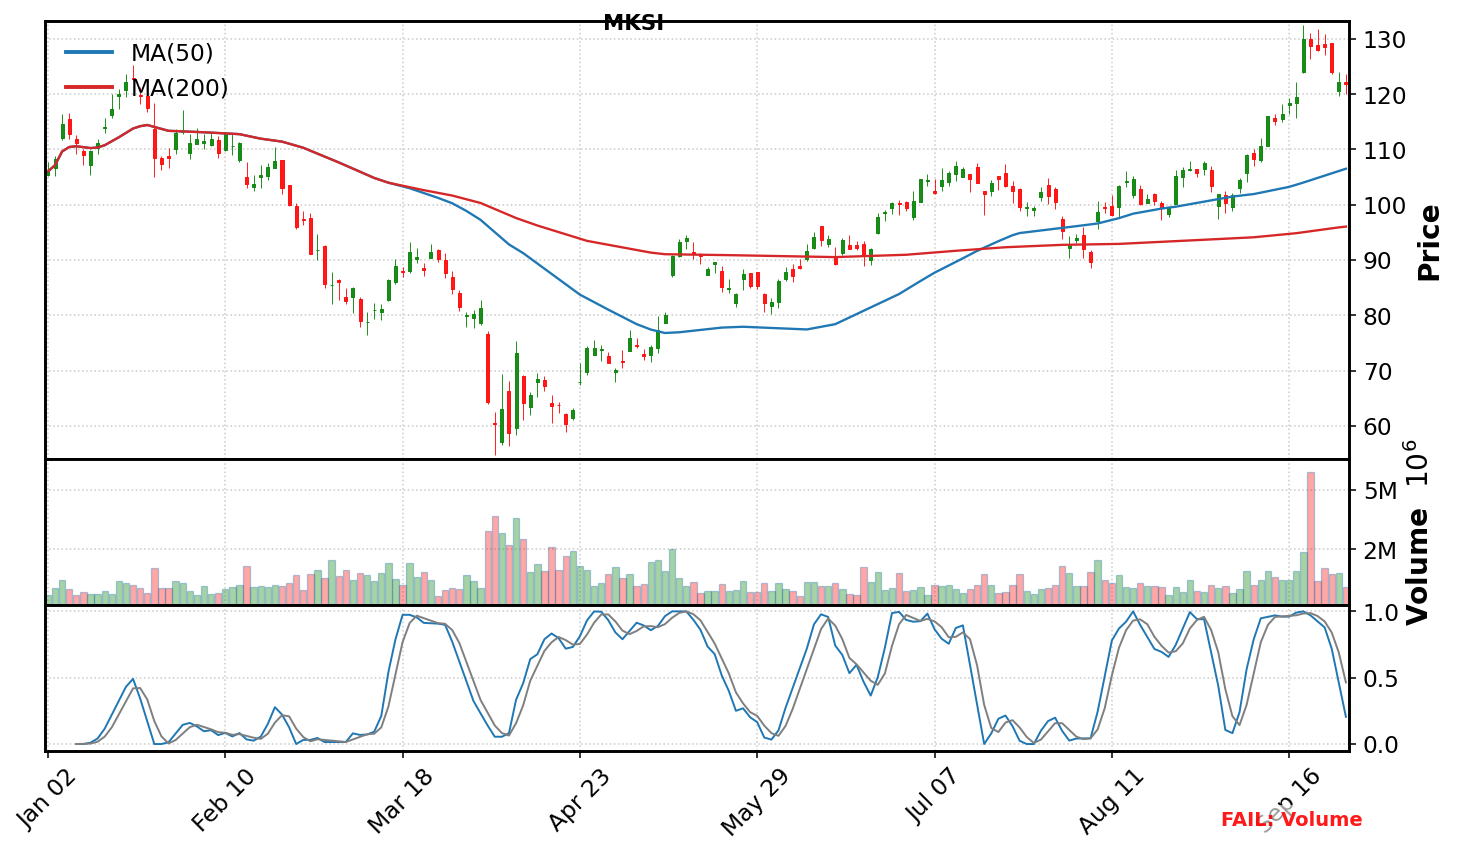 MKSI
MA(50)
MA(200)
130
120
110
100
90
80
70
60
Price
5M
2M
Volume 10^6
1.0
0.5
0.0
Jan 02
Feb 10
Mar 18
Apr 23
May 29
Jul 07
Aug 11
Sep 16
FAIL: Volume